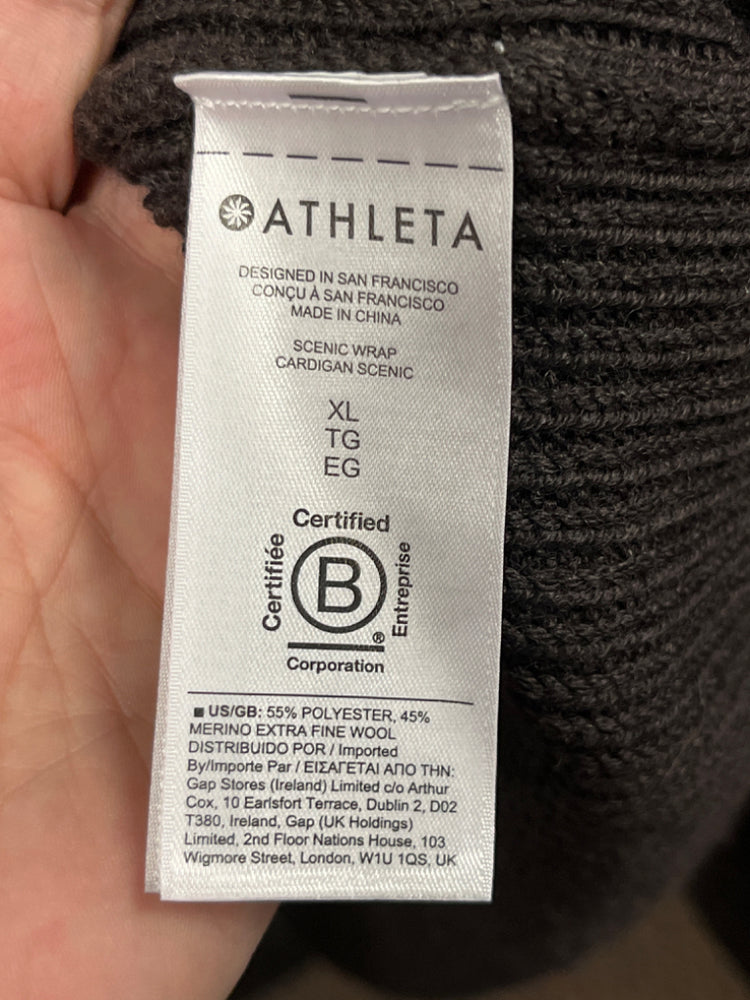 ATHLETA
DESIGNED IN SAN FRANCISCO
CONÇU À SAN FRANCISCO
MADE IN CHINA
SCENIC WRAP
CARDIGAN SCENIC
XL
TG
EG
Certified
Certifiée
B
Entreprise
®
Corporation
US/GB: 55% POLYESTER, 45%
MERINO EXTRA FINE WOOL
DISTRIBUIDO POR / Imported
By/Importe Par / ΕΙΣΑΓΕΤΑΙ ΑΠΟ ΤΗΝ:
Gap Stores (Ireland) Limited c/o Arthur
Cox, 10 Earlsfort Terrace, Dublin 2, D02
T380, Ireland, Gap (UK Holdings)
Limited, 2nd Floor Nations House, 103
Wigmore Street, London, W1U 1QS, UK